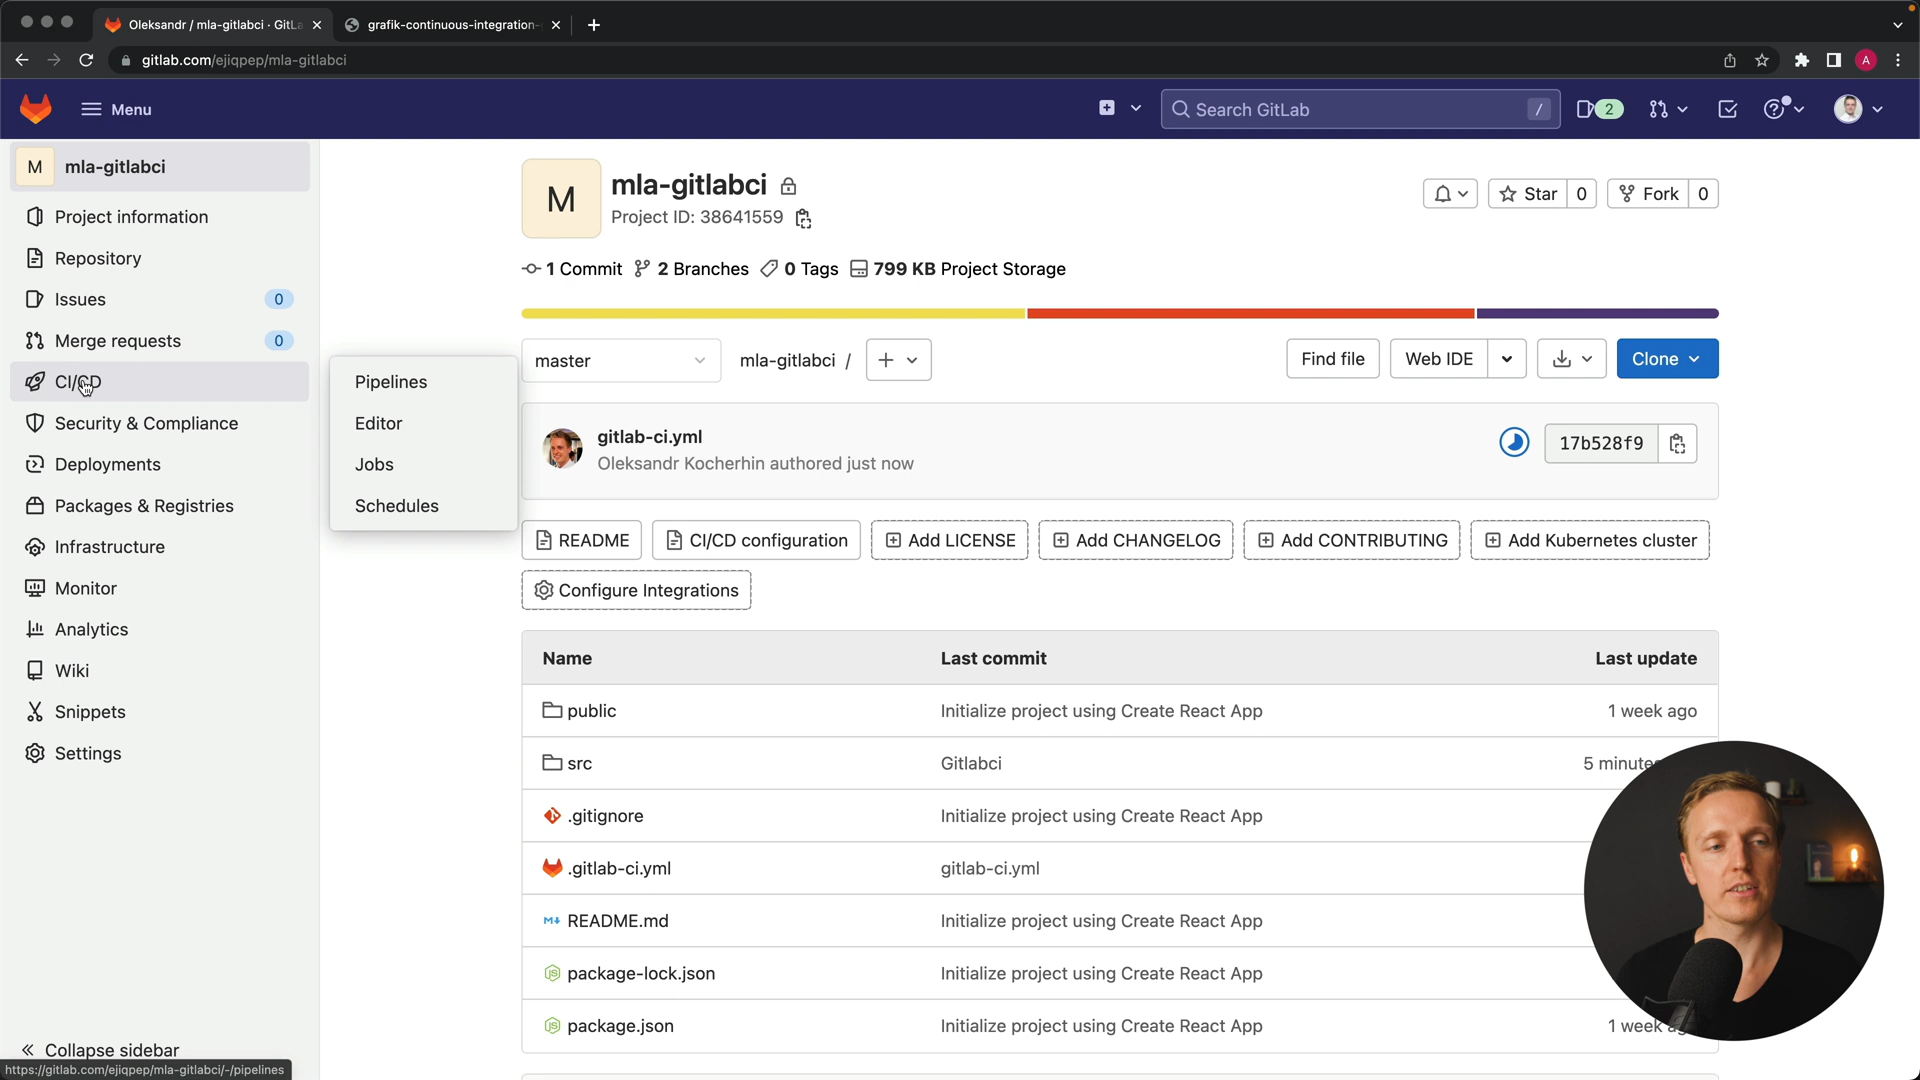 Oleksandr / mla-gitlabci · GitLa
grafik-continuous-integration-
gitlab.com/ejiqpep/mla-gitlabci
A
Menu
Search GitLab
/
2
M mla-gitlabci
Project information
Repository
Issues 0
Merge requests 0
CI/CD
Security & Compliance
Deployments
Packages & Registries
Infrastructure
Monitor
Analytics
Wiki
Snippets
Settings
Collapse sidebar
https://gitlab.com/ejiqpep/mla-gitlabci/-/pipelines
Pipelines
Editor
Jobs
Schedules
M
mla-gitlabci
Project ID: 38641559
Star 0 Fork 0
1 Commit 2 Branches 0 Tags 799 KB Project Storage
master mla-gitlabci / Find file Web IDE Clone
gitlab-ci.yml
Oleksandr Kocherhin authored just now
17b528f9
README CI/CD configuration Add LICENSE Add CHANGELOG Add CONTRIBUTING Add Kubernetes cluster
Configure Integrations
Name Last commit Last update
public Initialize project using Create React App 1 week ago
src Gitlabci 5 minutes
.gitignore Initialize project using Create React App
.gitlab-ci.yml gitlab-ci.yml
README.md Initialize project using Create React App
package-lock.json Initialize project using Create React App
package.json Initialize project using Create React App 1 week ago